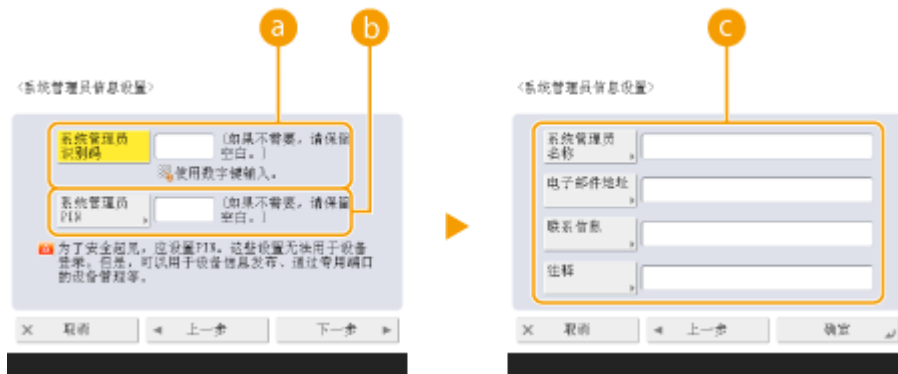 a
b
c
<系统管理员信息设置>
系统管理员
识别码
(如果不需要，请保留
空白。)
使用数字键输入。
系统管理员
PIN
(如果不需要，请保留
空白。)
为了安全起见，应设置PIN。这些设置无法用于设备
登录。但是，可以用于设备信息发布、通过专用端口
的设备管理等。
× 取消
◀ 上一步
下一步 ▶
<系统管理员信息设置>
系统管理员
名称
电子邮件地址
联系信息
注释
× 取消
◀ 上一步
确定